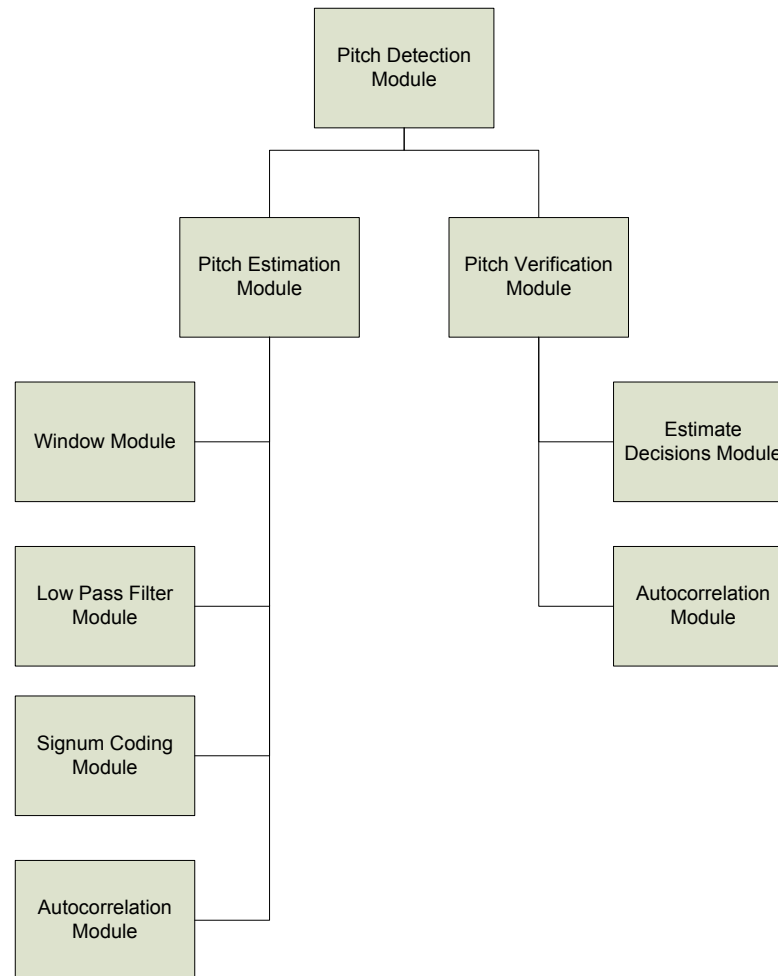 Pitch Detection
Module
Pitch Estimation
Module
Pitch Verification
Module
Window Module
Estimate
Decisions Module
Low Pass Filter
Module
Autocorrelation
Module
Signum Coding
Module
Autocorrelation
Module